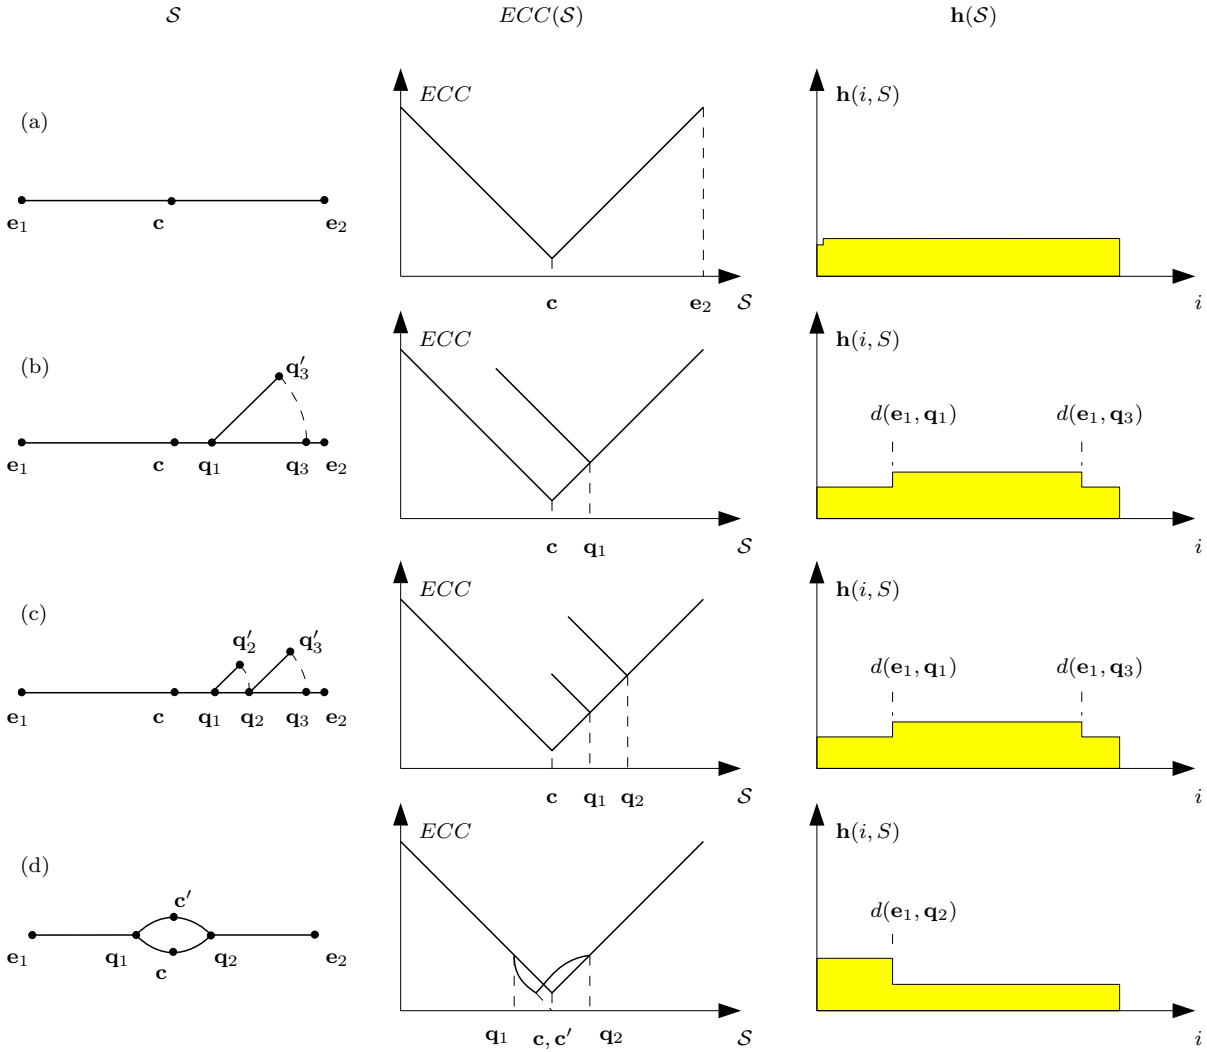 𝒮 ECC(𝒮) h(𝒮)
(a) ECC h(i, S)
e₁ c e₂
c e₂ 𝒮 i
(b) ECC h(i, S)
q′₃ d(e₁, q₁) d(e₁, q₃)
e₁ c q₁ q₃ e₂
c q₁ 𝒮 i
(c) ECC h(i, S)
q′₂ q′₃ d(e₁, q₁) d(e₁, q₃)
e₁ c q₁ q₂ q₃ e₂
c q₁ q₂ 𝒮 i
(d) ECC h(i, S)
c′ d(e₁, q₂)
e₁ q₁ c q₂ e₂
q₁ c, c′ q₂ 𝒮 i